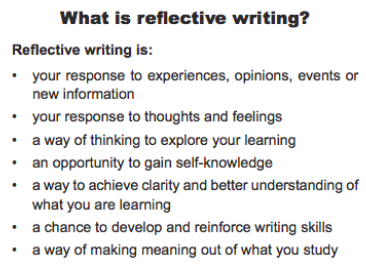 What is reflective writing?
Reflective writing is:
• your response to experiences, opinions, events or
new information
• your response to thoughts and feelings
• a way of thinking to explore your learning
• an opportunity to gain self-knowledge
• a way to achieve clarity and better understanding of
what you are learning
• a chance to develop and reinforce writing skills
• a way of making meaning out of what you study